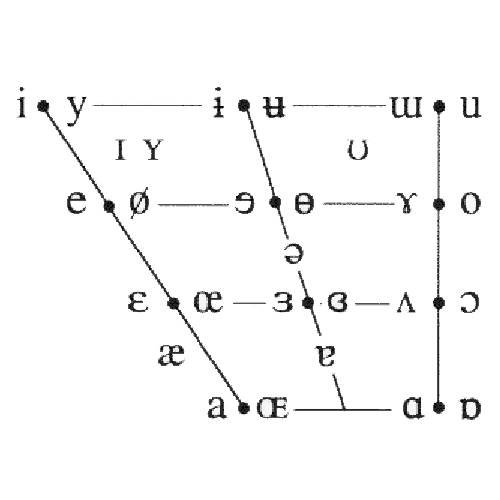 i y ɨ ʉ ɯ u
ɪ ʏ ʊ
e ø ɘ ɵ ɤ o
ə
ɛ œ ɜ ɞ ʌ ɔ
æ ɐ
a ɶ ɑ ɒ